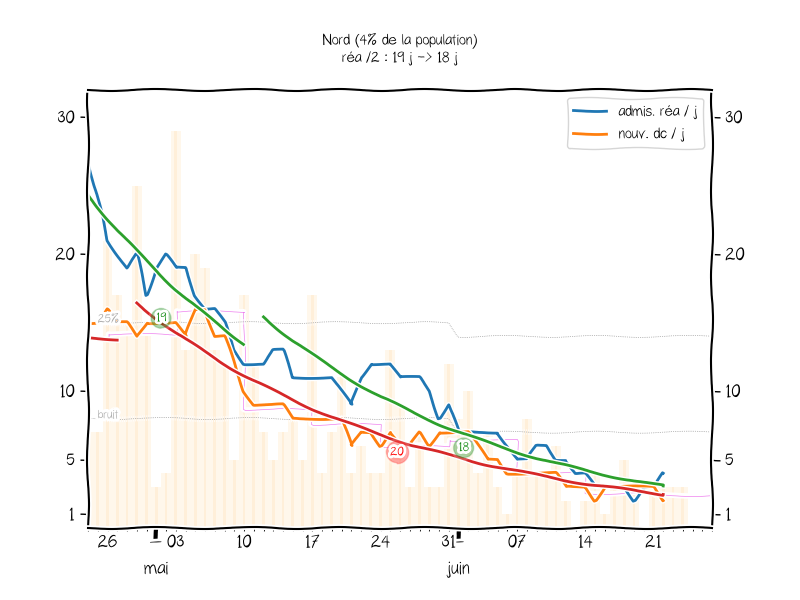 Nord (4% de la population)
réa /2 : 19 j -> 18 j
admis. réa / j
nouv. dc / j
30
30
20
20
25%
19
10
10
bruit
20
18
5
5
1
1
26 03 10 17 24 31 07 14 21
mai juin